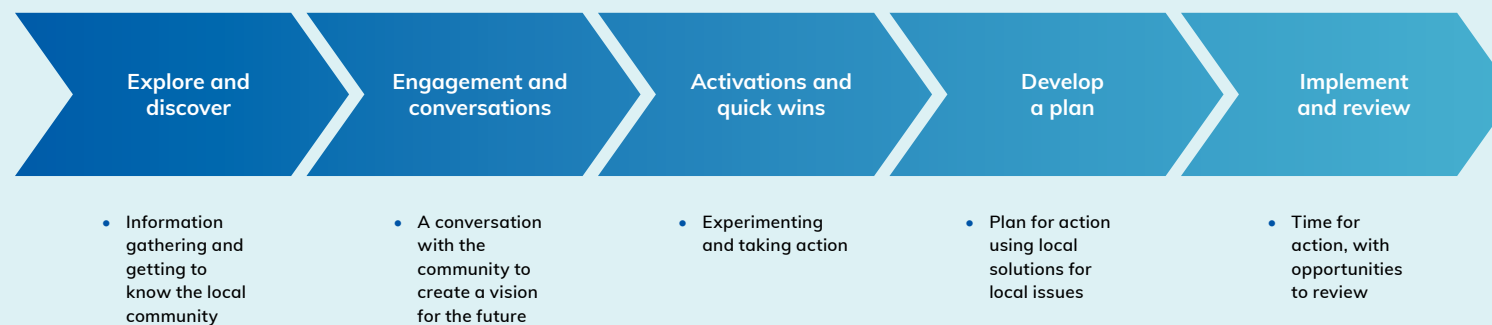 Explore and
discover
Engagement and
conversations
Activations and
quick wins
Develop
a plan
Implement
and review
• Information
gathering and
getting to
know the local
community
• A conversation
with the
community to
create a vision
for the future
• Experimenting
and taking action
• Plan for action
using local
solutions for
local issues
• Time for
action, with
opportunities
to review